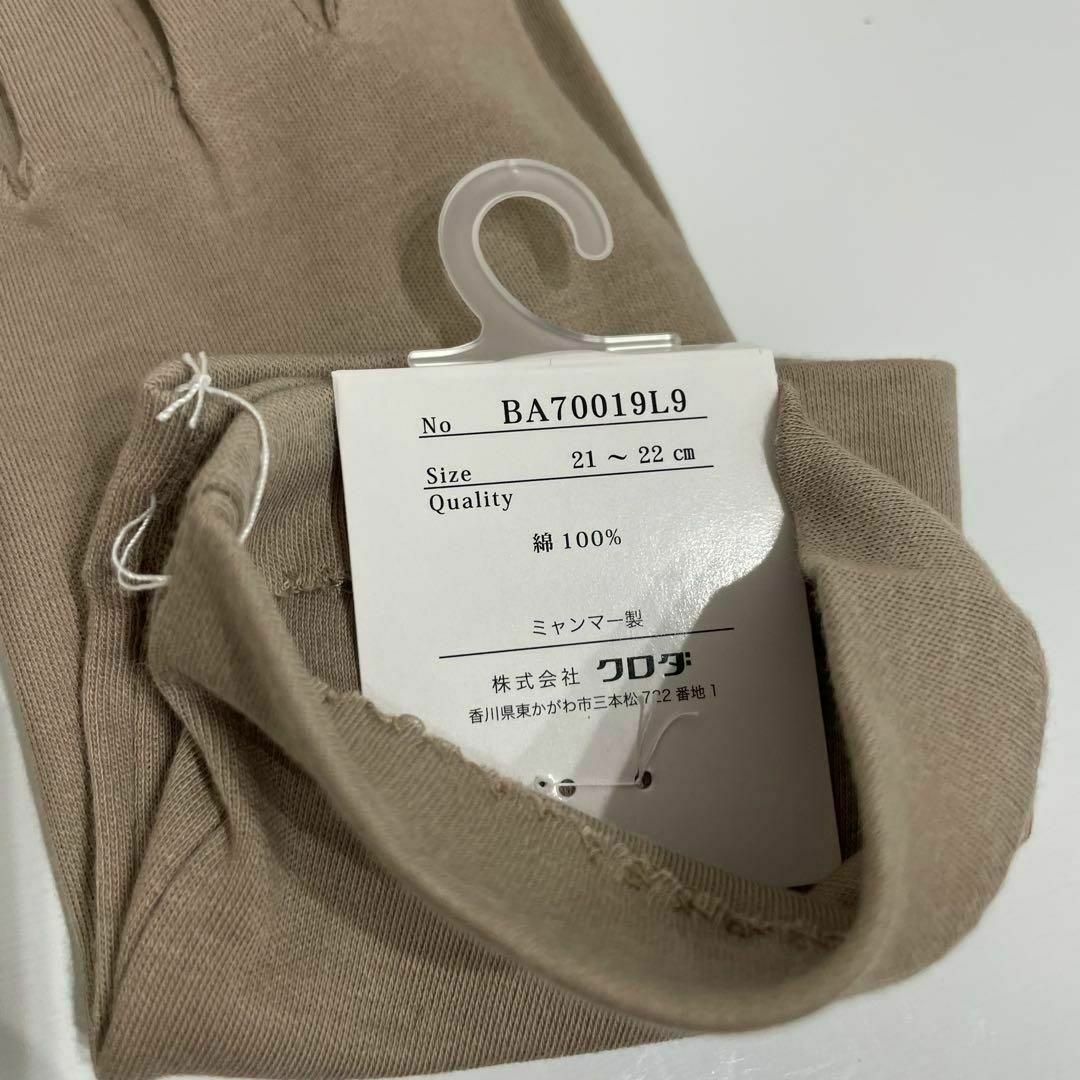 No BA70019L9
Size 21 ~ 22 cm
Quality
綿 100%
ミャンマー製
株式会社 クロダ
香川県東かがわ市三本松 722 番地 1